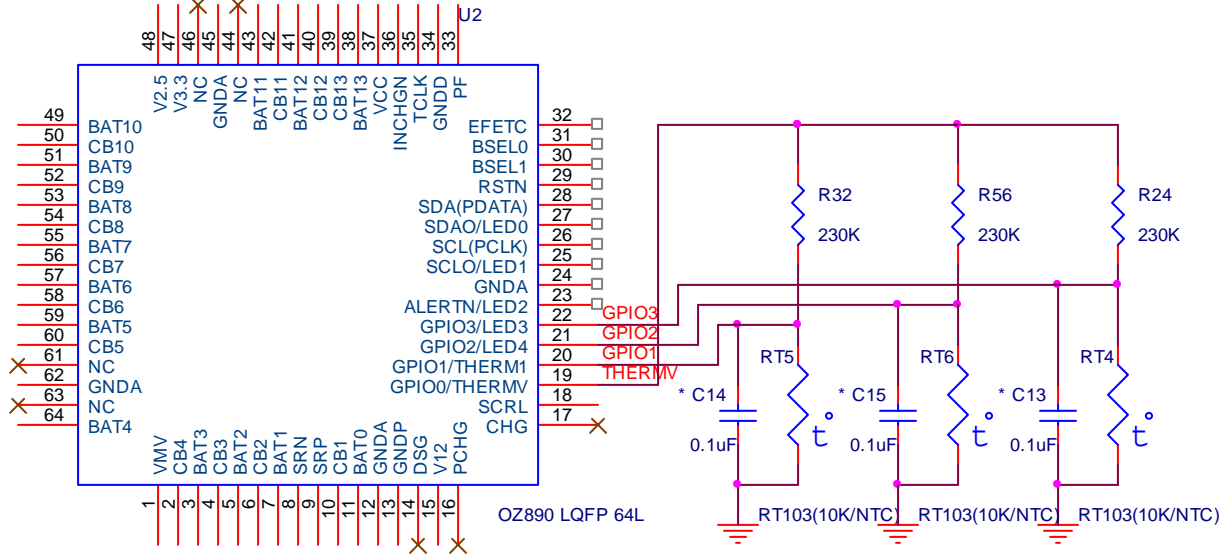 U2
48 47 46 45 44 43 42 41 40 39 38 37 36 35 34 33
V2.5 V3.3 NC GNDA NC BAT11 CB11 BAT12 CB12 CB13 BAT13 VCC INCHGN TCLK GNDD PF
49 BAT10 EFETC 32
50 CB10 BSEL0 31
51 BAT9 BSEL1 30
52 CB9 RSTN 29
53 BAT8 SDA(PDATA) 28
54 CB8 SDAO/LED0 27
55 BAT7 SCL(PCLK) 26
56 CB7 SCLO/LED1 25
57 BAT6 GNDA 24
58 CB6 ALERTN/LED2 23
59 BAT5 GPIO3/LED3 22 GPIO3
60 CB5 GPIO2/LED4 21 GPIO2
61 NC GPIO1/THERM1 20 GPIO1
62 GNDA GPIO0/THERMV 19 THERMV
63 NC SCRL 18
64 BAT4 CHG 17
VMV CB4 BAT3 CB3 BAT2 CB2 BAT1 SRN SRP CB1 BAT0 GNDA GNDP DSG V12 PCHG
1 2 3 4 5 6 7 8 9 10 11 12 13 14 15 16
OZ890 LQFP 64L
R32 R56 R24
230K 230K 230K
RT5 RT6 RT4
* C14 * C15 * C13
t° t° t°
0.1uF 0.1uF 0.1uF
RT103(10K/NTC) RT103(10K/NTC) RT103(10K/NTC)